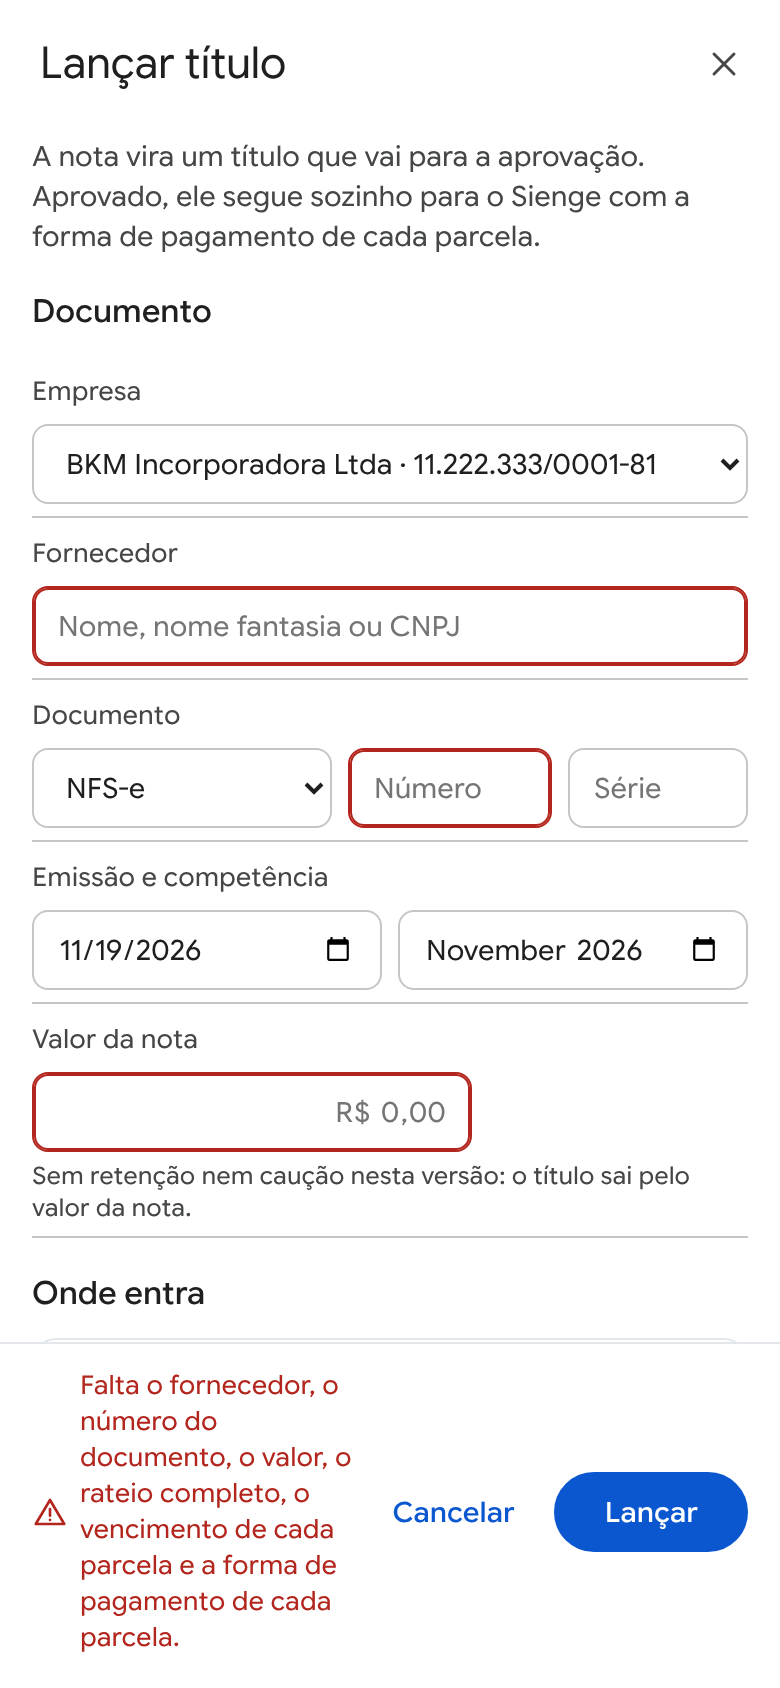 Lançar título
A nota vira um título que vai para a aprovação.
Aprovado, ele segue sozinho para o Sienge com a
forma de pagamento de cada parcela.
Documento
Empresa
BKM Incorporadora Ltda · 11.222.333/0001-81
Fornecedor
Nome, nome fantasia ou CNPJ
Documento
NFS-e Número Série
Emissão e competência
11/19/2026 November 2026
Valor da nota
R$ 0,00
Sem retenção nem caução nesta versão: o título sai pelo
valor da nota.
Onde entra
Falta o fornecedor, o
número do
documento, o valor, o
rateio completo, o
vencimento de cada
parcela e a forma de
pagamento de cada
parcela.
Cancelar Lançar